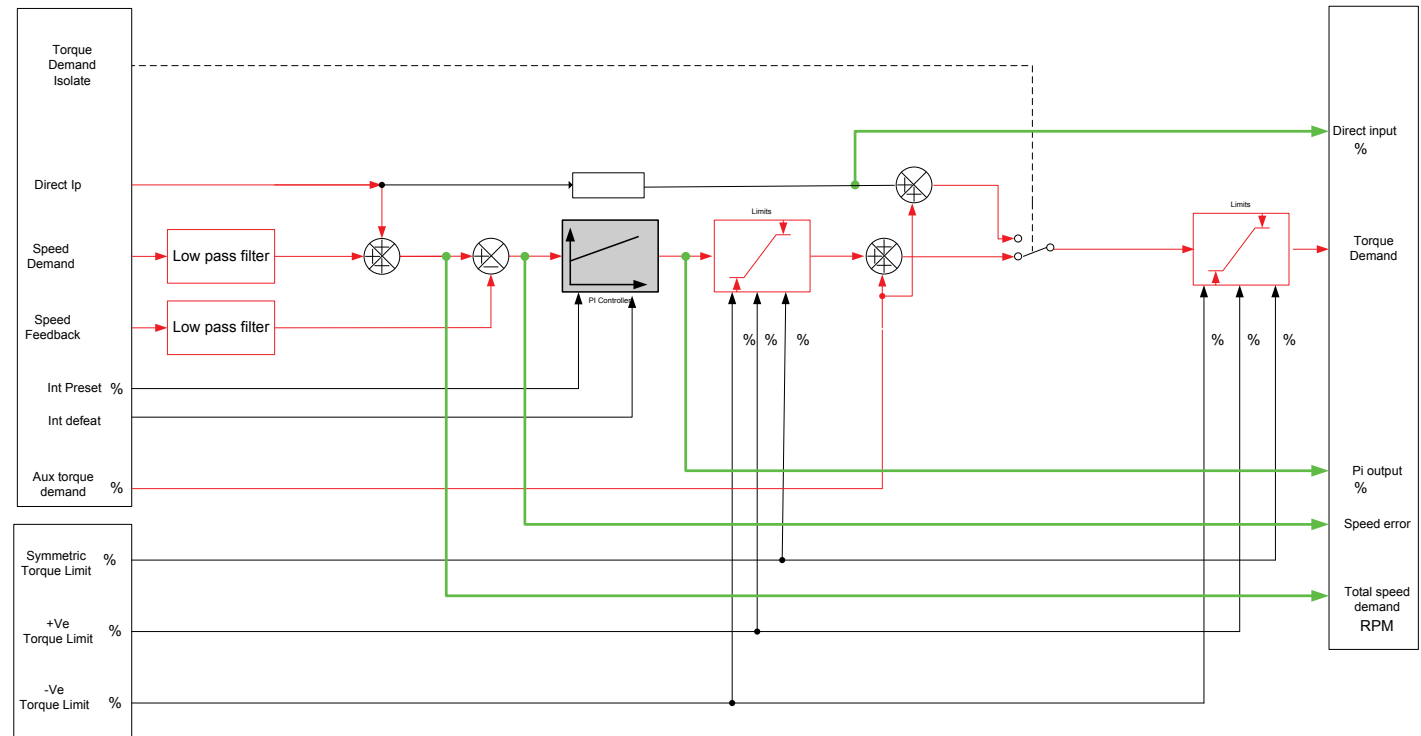 Torque
Demand
Isolate
Direct Ip
Speed
Demand
Speed
Feedback
Int Preset %
Int defeat
Aux torque
demand %
Symmetric
Torque Limit %
+Ve
Torque Limit %
-Ve
Torque Limit %
Low pass filter
Low pass filter
PI Controller
Limits
% % %
Limits
% % %
Direct input
%
Torque
Demand
Pi output
%
Speed error
Total speed
demand
RPM